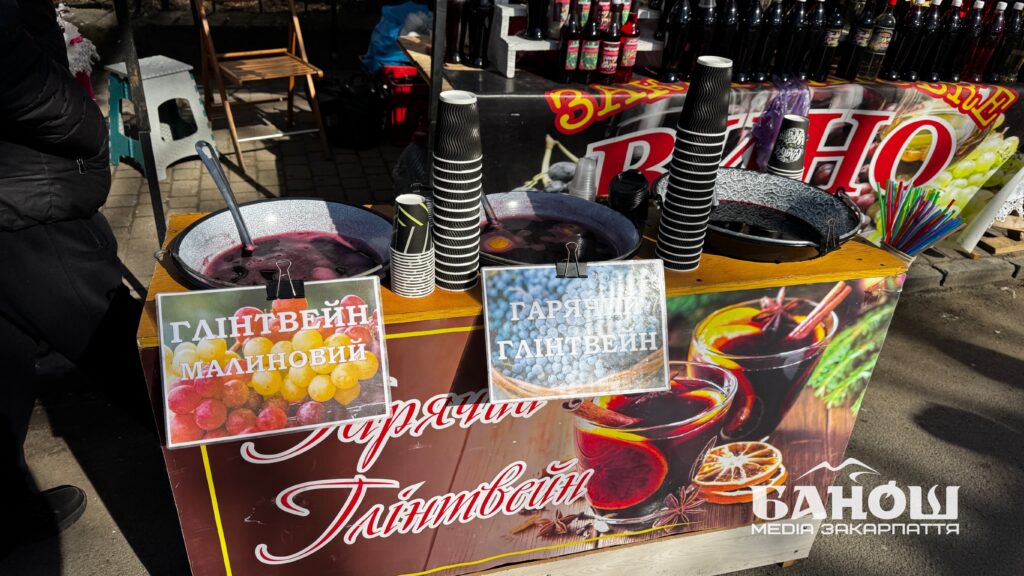 ВИНО
ГЛІНТВЕЙН
МАЛИНОВИЙ
ГАРЯЧИЙ
ГЛІНТВЕЙН
Гарячий
Глінтвейн
БАНОШ
МЕДІА ЗАКАРПАТТЯ